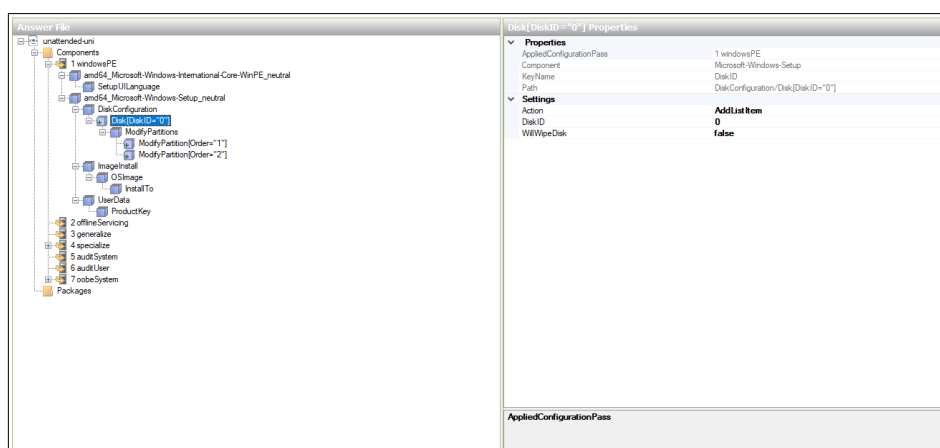 Answer File
unattended-uni
Components
1 windowsPE
amd64_Microsoft-Windows-International-Core-WinPE_neutral
SetupUILanguage
amd64_Microsoft-Windows-Setup_neutral
DiskConfiguration
Disk[DiskID="0"]
ModifyPartitions
ModifyPartition[Order="1"]
ModifyPartition[Order="2"]
ImageInstall
OSImage
InstallTo
UserData
ProductKey
2 offlineServicing
3 generalize
4 specialize
5 auditSystem
6 auditUser
7 oobeSystem
Packages
Disk[DiskID="0"] Properties
Properties
AppliedConfigurationPass 1 windowsPE
Component Microsoft-Windows-Setup
KeyName DiskID
Path DiskConfiguration/Disk[DiskID="0"]
Settings
Action AddListItem
DiskID 0
WillWipeDisk false
AppliedConfigurationPass